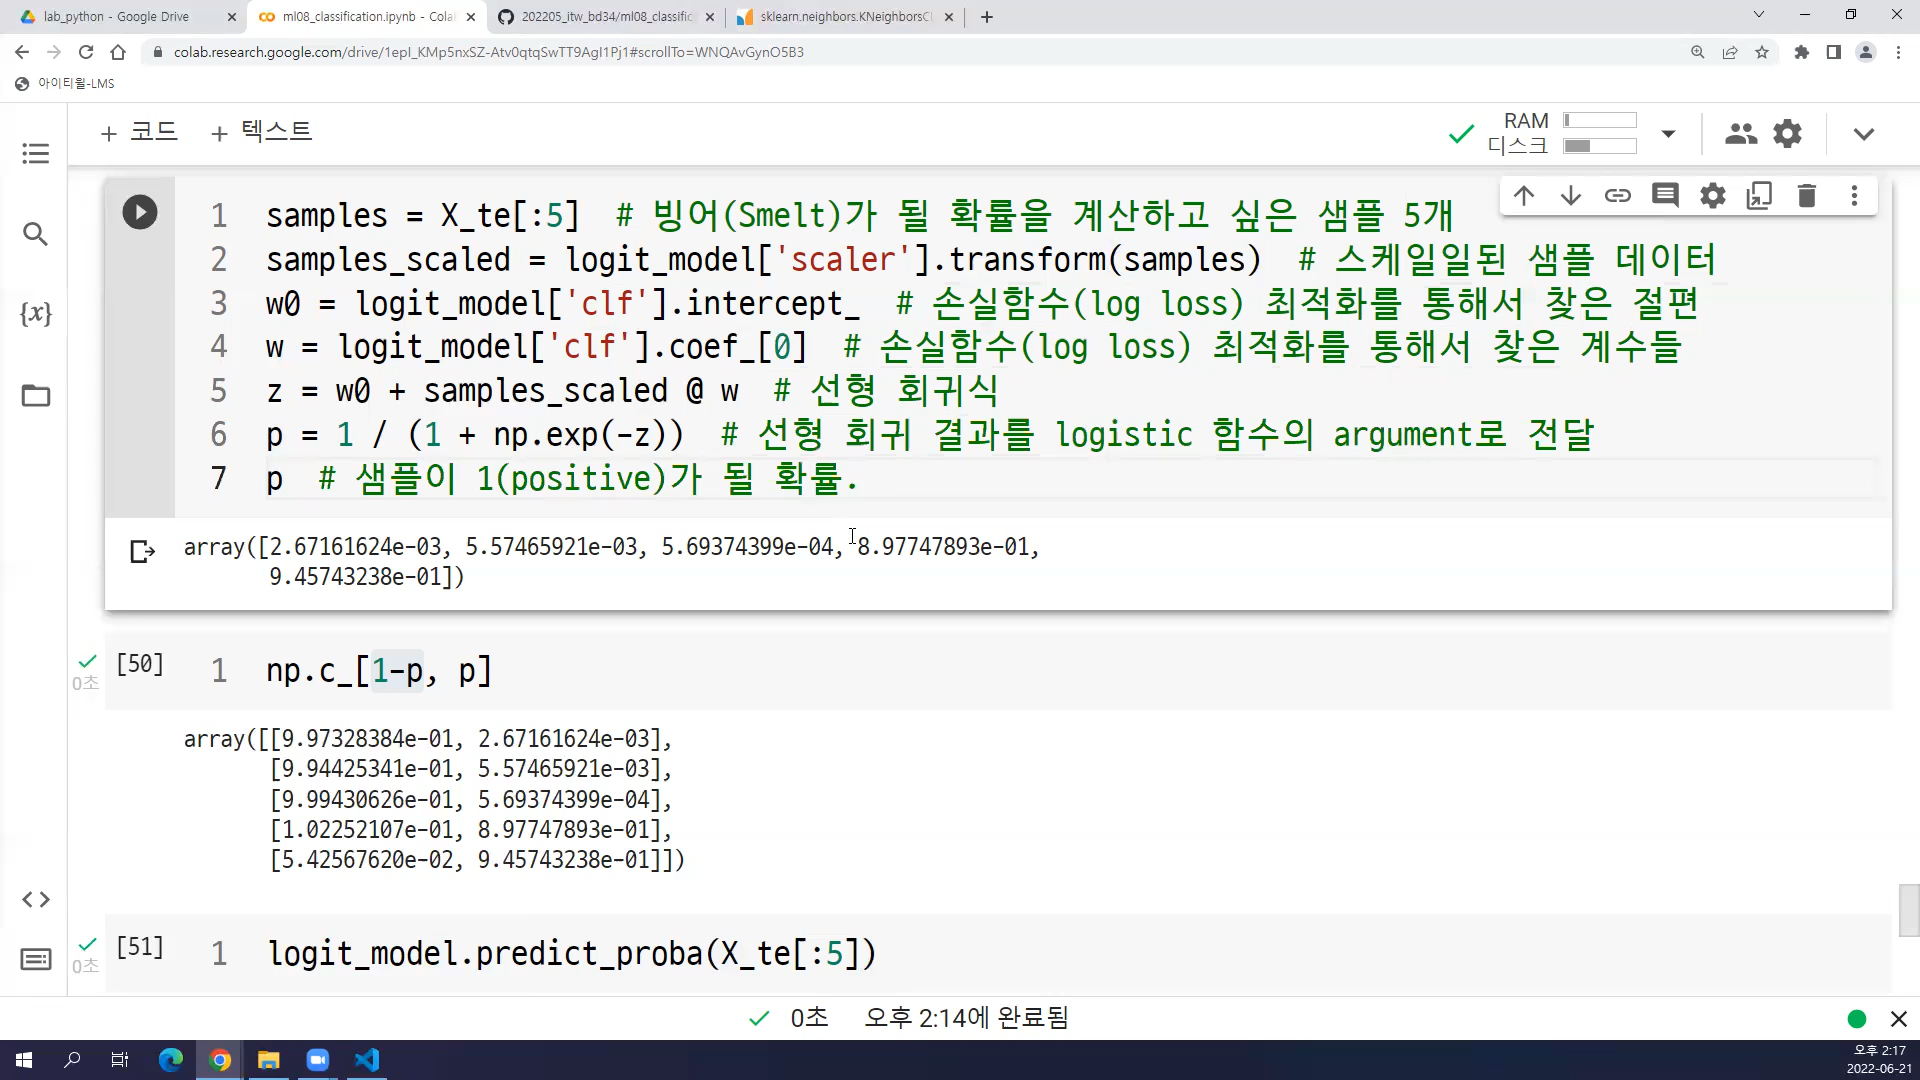 lab_python - Google Drive
ml08_classification.ipynb - Cola
202205_itw_bd34/ml08_classific
sklearn.neighbors.KNeighborsCl
colab.research.google.com/drive/1epI_KMp5nxSZ-Atv0qtqSwTT9AgI1Pj1#scrollTo=WNQAvGynO5B3
아이티윌-LMS
+ 코드 + 텍스트
RAM
디스크
1 samples = X_te[:5] # 빙어(Smelt)가 될 확률을 계산하고 싶은 샘플 5개
2 samples_scaled = logit_model['scaler'].transform(samples) # 스케일일된 샘플 데이터
3 w0 = logit_model['clf'].intercept_ # 손실함수(log loss) 최적화를 통해서 찾은 절편
4 w = logit_model['clf'].coef_[0] # 손실함수(log loss) 최적화를 통해서 찾은 계수들
5 z = w0 + samples_scaled @ w # 선형 회귀식
6 p = 1 / (1 + np.exp(-z)) # 선형 회귀 결과를 logistic 함수의 argument로 전달
7 p # 샘플이 1(positive)가 될 확률.
array([2.67161624e-03, 5.57465921e-03, 5.69374399e-04, 8.97747893e-01,
9.45743238e-01])
[50] 1 np.c_[1-p, p]
0초
array([[9.97328384e-01, 2.67161624e-03],
[9.94425341e-01, 5.57465921e-03],
[9.99430626e-01, 5.69374399e-04],
[1.02252107e-01, 8.97747893e-01],
[5.42567620e-02, 9.45743238e-01]])
[51] 1 logit_model.predict_proba(X_te[:5])
0초
0초 오후 2:14에 완료됨
오후 2:17
2022-06-21